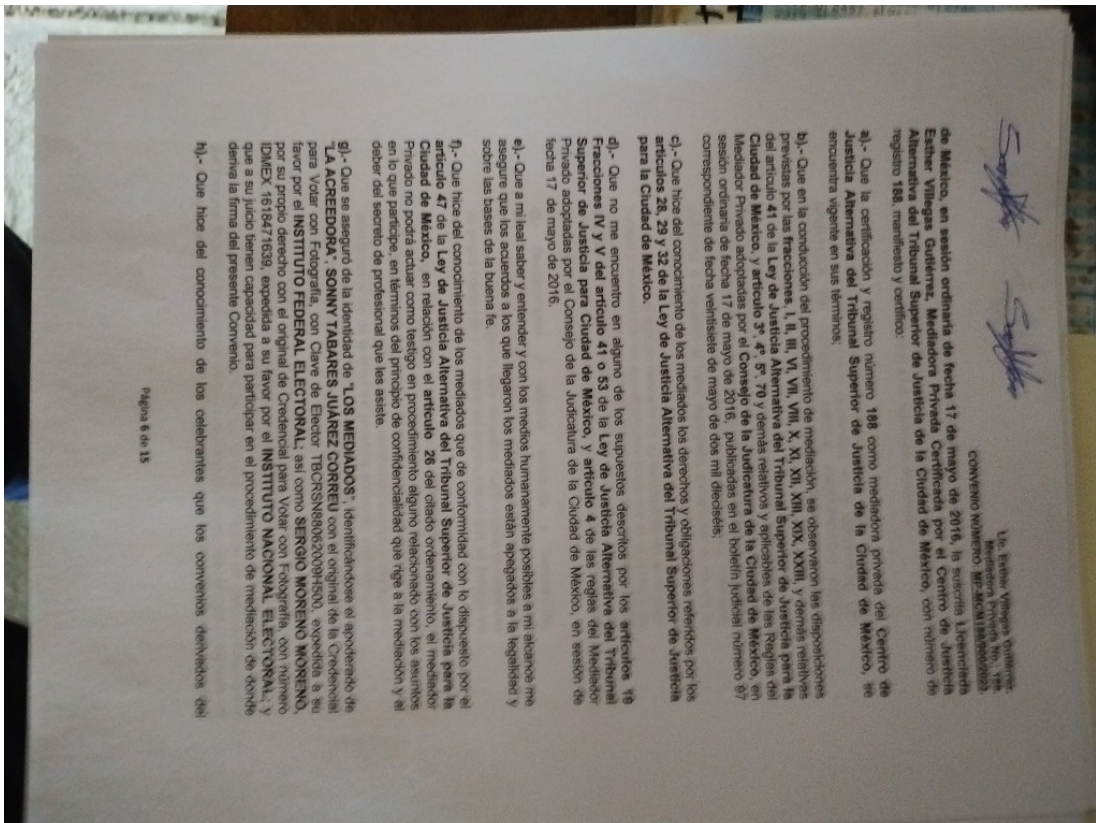 Lic. Esther Villegas Gutiérrez.
Mediadora Privada No. 188.
CONVENIO NÚMERO:
de México, en sesión ordinaria de fecha 17 de mayo de 2016, la suscrita Licenciada
Esther Villegas Gutiérrez, Mediadora Privada Certificada por el Centro de Justicia
Alternativa del Tribunal Superior de Justicia de la Ciudad de México, con número de
registro 188, manifiesto y certifico:
a).- Que la certificación y registro número 188 como mediadora privada del Centro de
Justicia Alternativa del Tribunal Superior de Justicia de la Ciudad de México, se
encuentra vigente en sus términos;
b).- Que en la conducción del procedimiento de mediación, se observaron las disposiciones
previstas por las fracciones, I, II, III, VI, VII, VIII, X, XI, XII, XIII, XIX, XXIII, y demás relativas
del artículo 41 de la Ley de Justicia Alternativa del Tribunal Superior de Justicia para la
Ciudad de México, y artículo 3º 4º 5º 70 y demás relativos y aplicables de las Reglas del
Mediador Privado adoptadas por el Consejo de la Judicatura de la Ciudad de México, en
sesión ordinaria de fecha 17 de mayo de 2016, publicadas en el boletín judicial número 97
correspondiente de fecha veintisiete de mayo de dos mil dieciséis;
c).- Que hice del conocimiento de los mediados los derechos y obligaciones referidos por los
artículos 28, 29 y 32 de la Ley de Justicia Alternativa del Tribunal Superior de Justicia
para la Ciudad de México.
d).- Que no me encuentro en alguno de los supuestos descritos por los artículos 19
Fracciones IV y V del artículo 41 o 53 de la Ley de Justicia Alternativa del Tribunal
Superior de Justicia para Ciudad de México, y artículo 4 de las reglas del Mediador
Privado adoptadas por el Consejo de la Judicatura de la Ciudad de México, en sesión de
fecha 17 de mayo de 2016.
e).- Que a mi leal saber y entender y con los medios humanamente posibles a mi alcance me
asegure que los acuerdos a los que llegaron los mediados están apegados a la legalidad y
sobre las bases de la buena fe.
f).- Que hice del conocimiento de los mediados que de conformidad con lo dispuesto por el
artículo 47 de la Ley de Justicia Alternativa del Tribunal Superior de Justicia para la
Ciudad de México, en relación con el artículo 26 del citado ordenamiento, el mediador
Privado no podrá actuar como testigo en procedimiento alguno relacionado con los asuntos
en lo que participe, en términos del principio de confidencialidad que rige a la mediación y al
deber del secreto de profesional que les asiste.
g).- Que se aseguró de la identidad de "LOS MEDIADOS", identificándose el apoderado de
"LA ACREEDORA", SONNY TABARES JUÁREZ CORREU con el original de la Credencial
para Votar con Fotografía, con Clave de Elector TBCRSN88062009H500, expedida a su
favor por el INSTITUTO FEDERAL ELECTORAL, así como SERGIO MORENO MORENO,
por su propio derecho con el original de Credencial para Votar con Fotografía con número
IDMEX 1618471639, expedida a su favor por el INSTITUTO NACIONAL ELECTORAL; y
que a su juicio tienen capacidad para participar en el procedimiento de mediación de donde
deriva la firma del presente Convenio.
h).- Que hice del conocimiento de los celebrantes que los convenios derivados del
Página 6 de 15